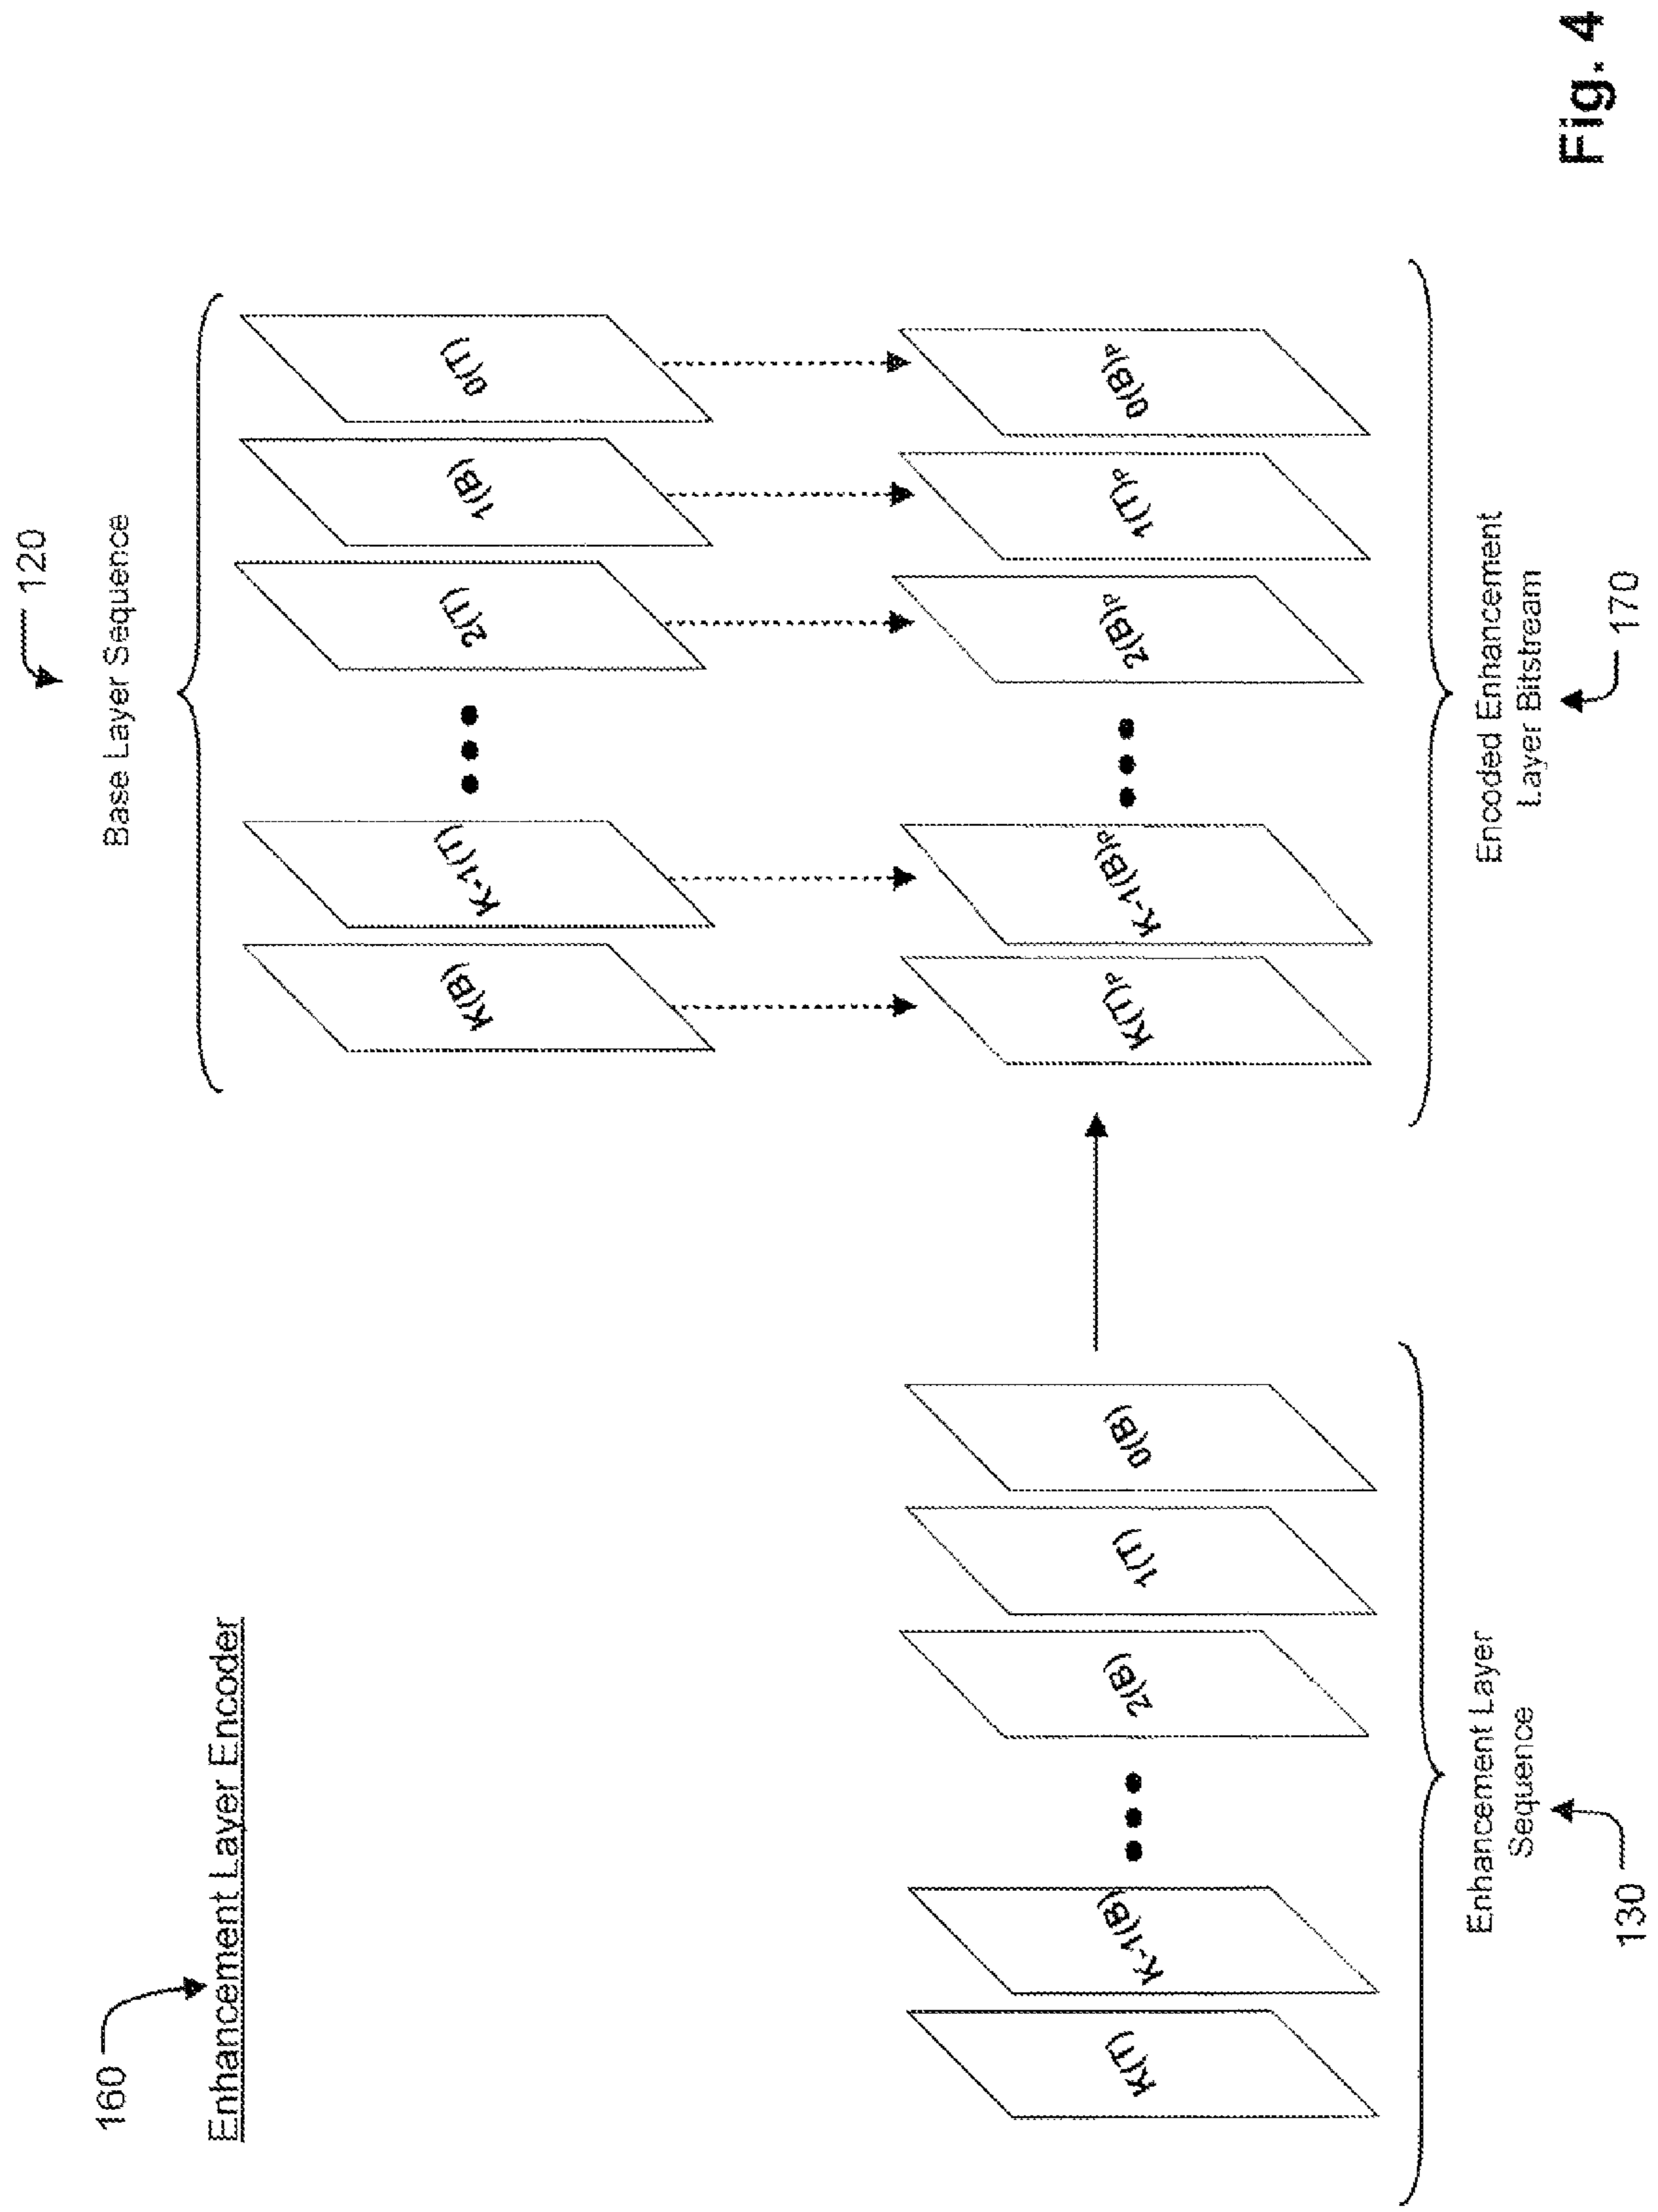 160
Enhancement Layer Encoder
120
Base Layer Sequence
K(B)
K-1(T)
2(T)
1(B)
0(T)
K(T)
K-1(B)
2(B)
1(T)
0(B)
K(T)P
K-1(B)P
2(B)P
1(T)P
0(B)P
Enhancement Layer
Sequence
130
Encoded Enhancement
Layer Bitstream
170
Fig. 4